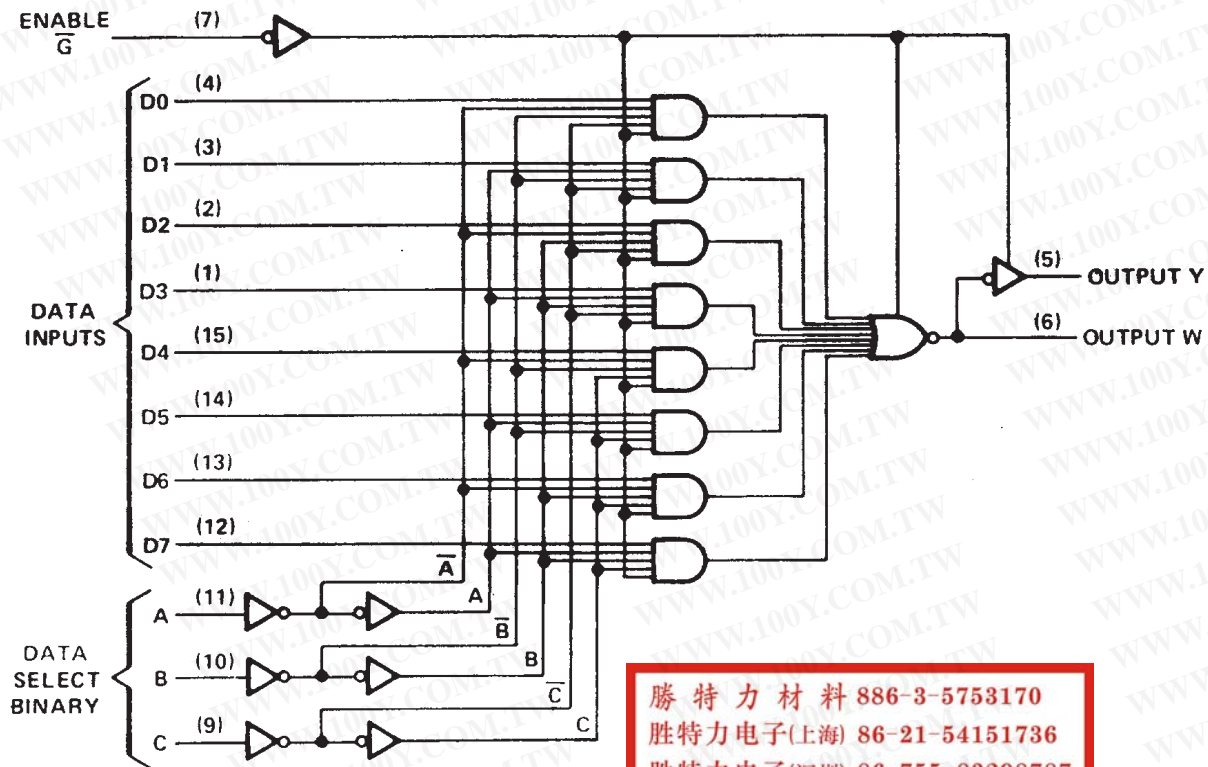 ENABLE
G̅
(7)
DATA
INPUTS
D0
(4)
D1
(3)
D2
(2)
D3
(1)
D4
(15)
D5
(14)
D6
(13)
D7
(12)
DATA
SELECT
BINARY
A
(11)
B
(10)
C
(9)
A̅
A
B̅
B
C̅
C
(5)
OUTPUT Y
(6)
OUTPUT W
勝 特 力 材 料 886-3-5753170
胜特力电子(上海) 86-21-54151736
WWW.100Y.COM.TW